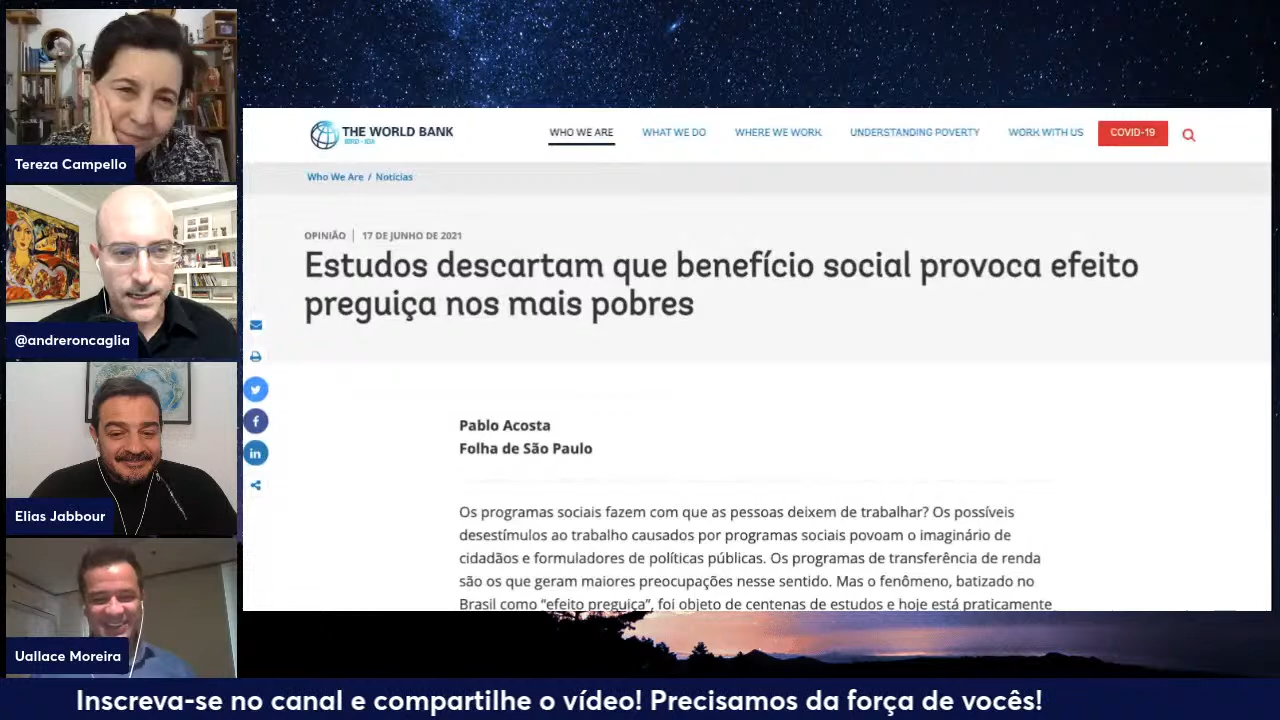 Tereza Campello
@andreroncaglia
Elias Jabbour
Uallace Moreira
THE WORLD BANK
IBRD - IDA
WHO WE ARE
WHAT WE DO
WHERE WE WORK
UNDERSTANDING POVERTY
WORK WITH US
COVID-19
Who We Are / Notícias
OPINIÃO | 17 DE JUNHO DE 2021
Estudos descartam que benefício social provoca efeito
preguiça nos mais pobres
Pablo Acosta
Folha de São Paulo
Os programas sociais fazem com que as pessoas deixem de trabalhar? Os possíveis
desestímulos ao trabalho causados por programas sociais povoam o imaginário de
cidadãos e formuladores de políticas públicas. Os programas de transferência de renda
são os que geram maiores preocupações nesse sentido. Mas o fenômeno, batizado no
Brasil como “efeito preguiça”, foi objeto de centenas de estudos e hoje está praticamente
Inscreva-se no canal e compartilhe o vídeo! Precisamos da força de vocês!